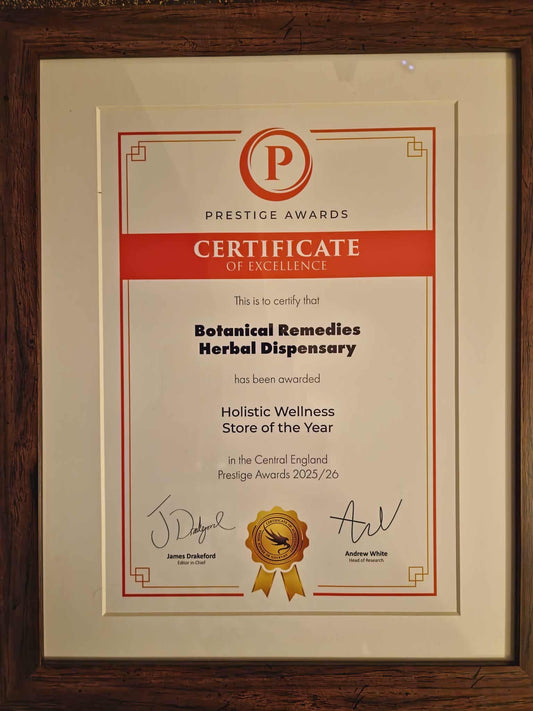 P
PRESTIGE AWARDS
CERTIFICATE
OF EXCELLENCE
This is to certify that
Botanical Remedies
Herbal Dispensary
has been awarded
Holistic Wellness
Store of the Year
in the Central England
Prestige Awards 2025/26
J Drakeford
James Drakeford
Editor in Chief
Andrew White
Head of Research